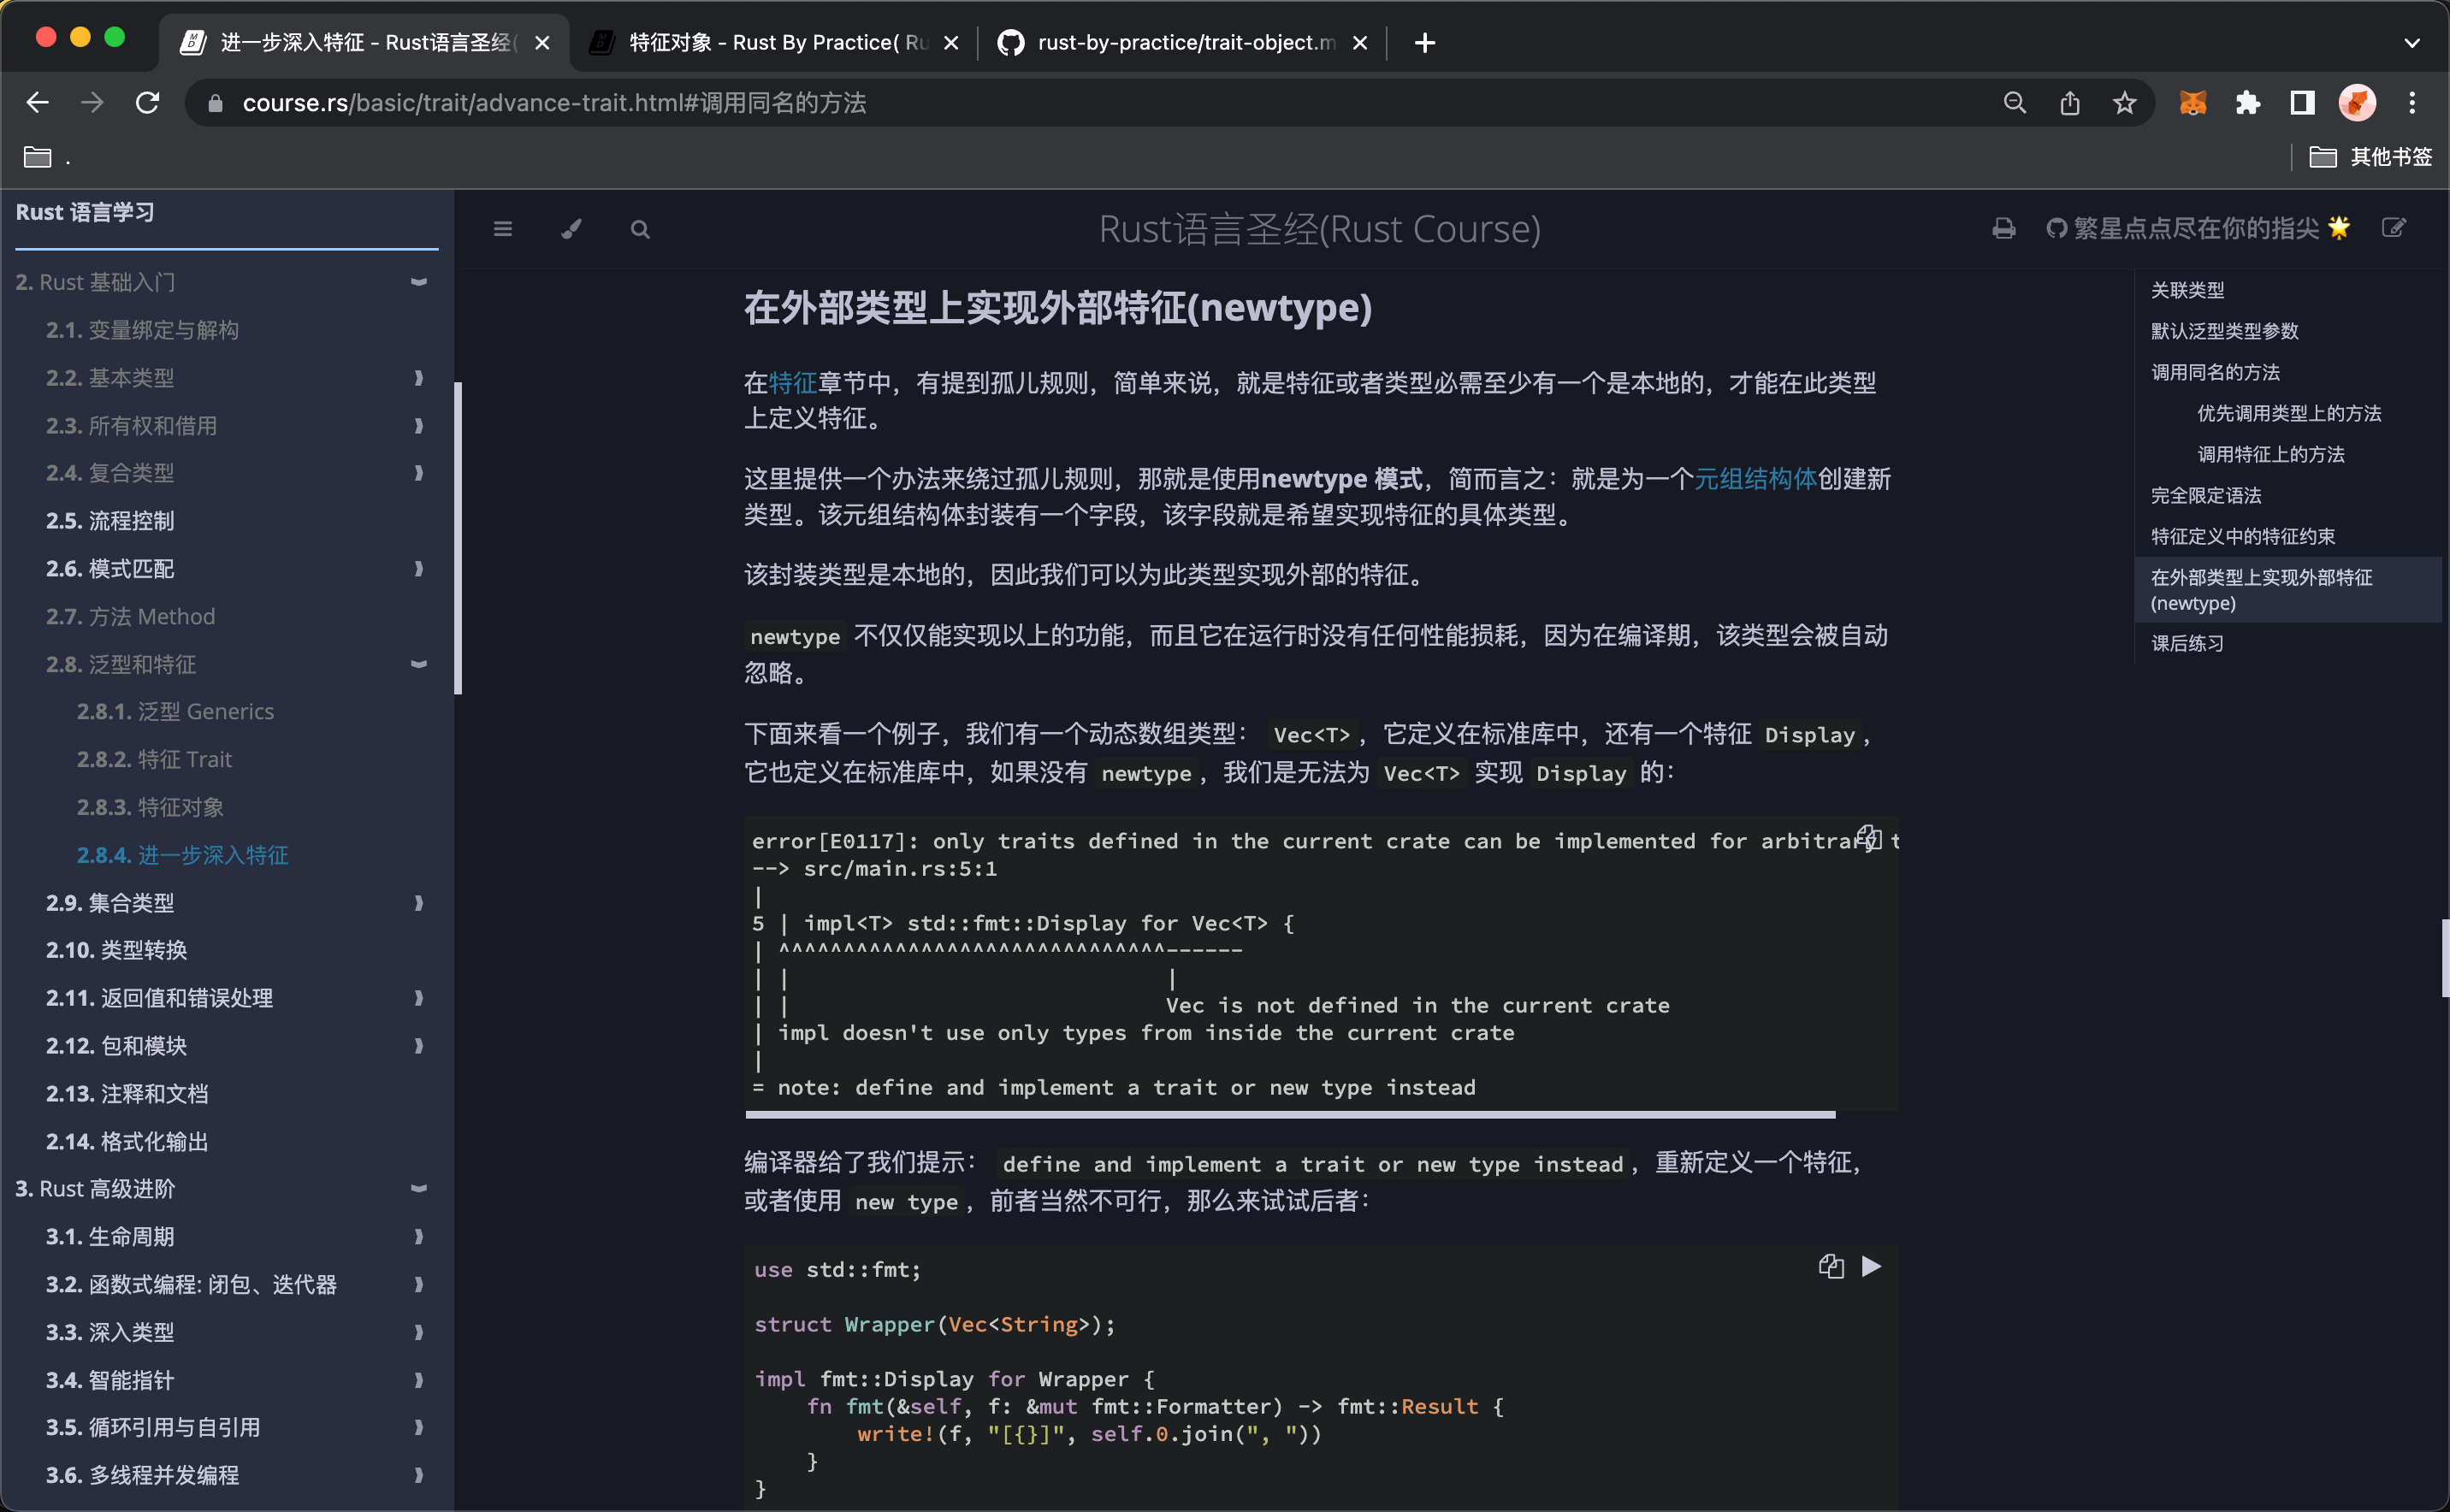 进一步深入特征 - Rust语言圣经(
特征对象 - Rust By Practice( Ru
rust-by-practice/trait-object.m
course.rs/basic/trait/advance-trait.html#调用同名的方法
.
其他书签
Rust 语言学习
2. Rust 基础入门
2.1. 变量绑定与解构
2.2. 基本类型
2.3. 所有权和借用
2.4. 复合类型
2.5. 流程控制
2.6. 模式匹配
2.7. 方法 Method
2.8. 泛型和特征
2.8.1. 泛型 Generics
2.8.2. 特征 Trait
2.8.3. 特征对象
2.8.4. 进一步深入特征
2.9. 集合类型
2.10. 类型转换
2.11. 返回值和错误处理
2.12. 包和模块
2.13. 注释和文档
2.14. 格式化输出
3. Rust 高级进阶
3.1. 生命周期
3.2. 函数式编程: 闭包、迭代器
3.3. 深入类型
3.4. 智能指针
3.5. 循环引用与自引用
3.6. 多线程并发编程
Rust语言圣经(Rust Course)
繁星点点尽在你的指尖 🌟
在外部类型上实现外部特征(newtype)
在特征章节中，有提到孤儿规则，简单来说，就是特征或者类型必需至少有一个是本地的，才能在此类型
上定义特征。
这里提供一个办法来绕过孤儿规则，那就是使用newtype 模式，简而言之：就是为一个元组结构体创建新
类型。该元组结构体封装有一个字段，该字段就是希望实现特征的具体类型。
该封装类型是本地的，因此我们可以为此类型实现外部的特征。
newtype 不仅仅能实现以上的功能，而且它在运行时没有任何性能损耗，因为在编译期，该类型会被自动
忽略。
下面来看一个例子，我们有一个动态数组类型： Vec<T>，它定义在标准库中，还有一个特征 Display，
它也定义在标准库中，如果没有 newtype，我们是无法为 Vec<T> 实现 Display 的：
error[E0117]: only traits defined in the current crate can be implemented for arbitrary t
--> src/main.rs:5:1
|
5 | impl<T> std::fmt::Display for Vec<T> {
| ^^^^^^^^^^^^^^^^^^^^^^^^^^^^^^------
| |                              |
| |                              Vec is not defined in the current crate
| impl doesn't use only types from inside the current crate
|
= note: define and implement a trait or new type instead
编译器给了我们提示： define and implement a trait or new type instead，重新定义一个特征，
或者使用 new type，前者当然不可行，那么来试试后者：
use std::fmt;
struct Wrapper(Vec<String>);
impl fmt::Display for Wrapper {
    fn fmt(&self, f: &mut fmt::Formatter) -> fmt::Result {
        write!(f, "[{}]", self.0.join(", "))
    }
}
关联类型
默认泛型类型参数
调用同名的方法
优先调用类型上的方法
调用特征上的方法
完全限定语法
特征定义中的特征约束
在外部类型上实现外部特征
(newtype)
课后练习